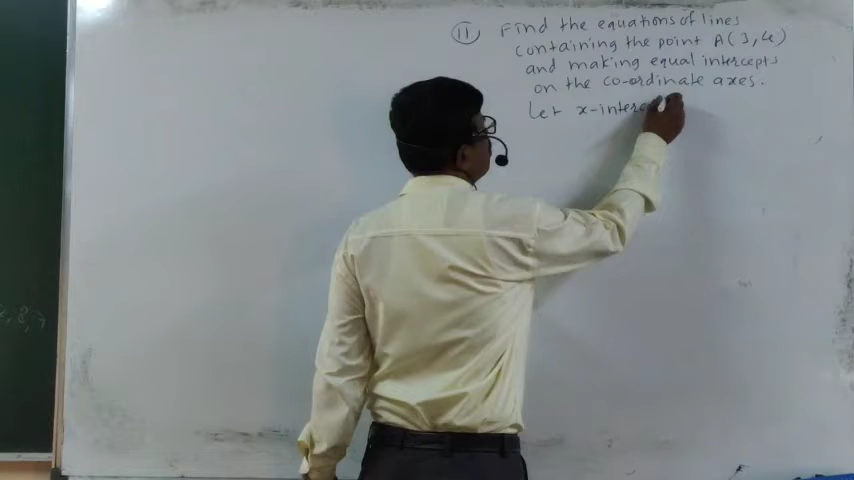 11 Find the equations of lines
containing the point A(3,4)
and making equal intercepts
on the co-ordinate axes.
Let x-interc